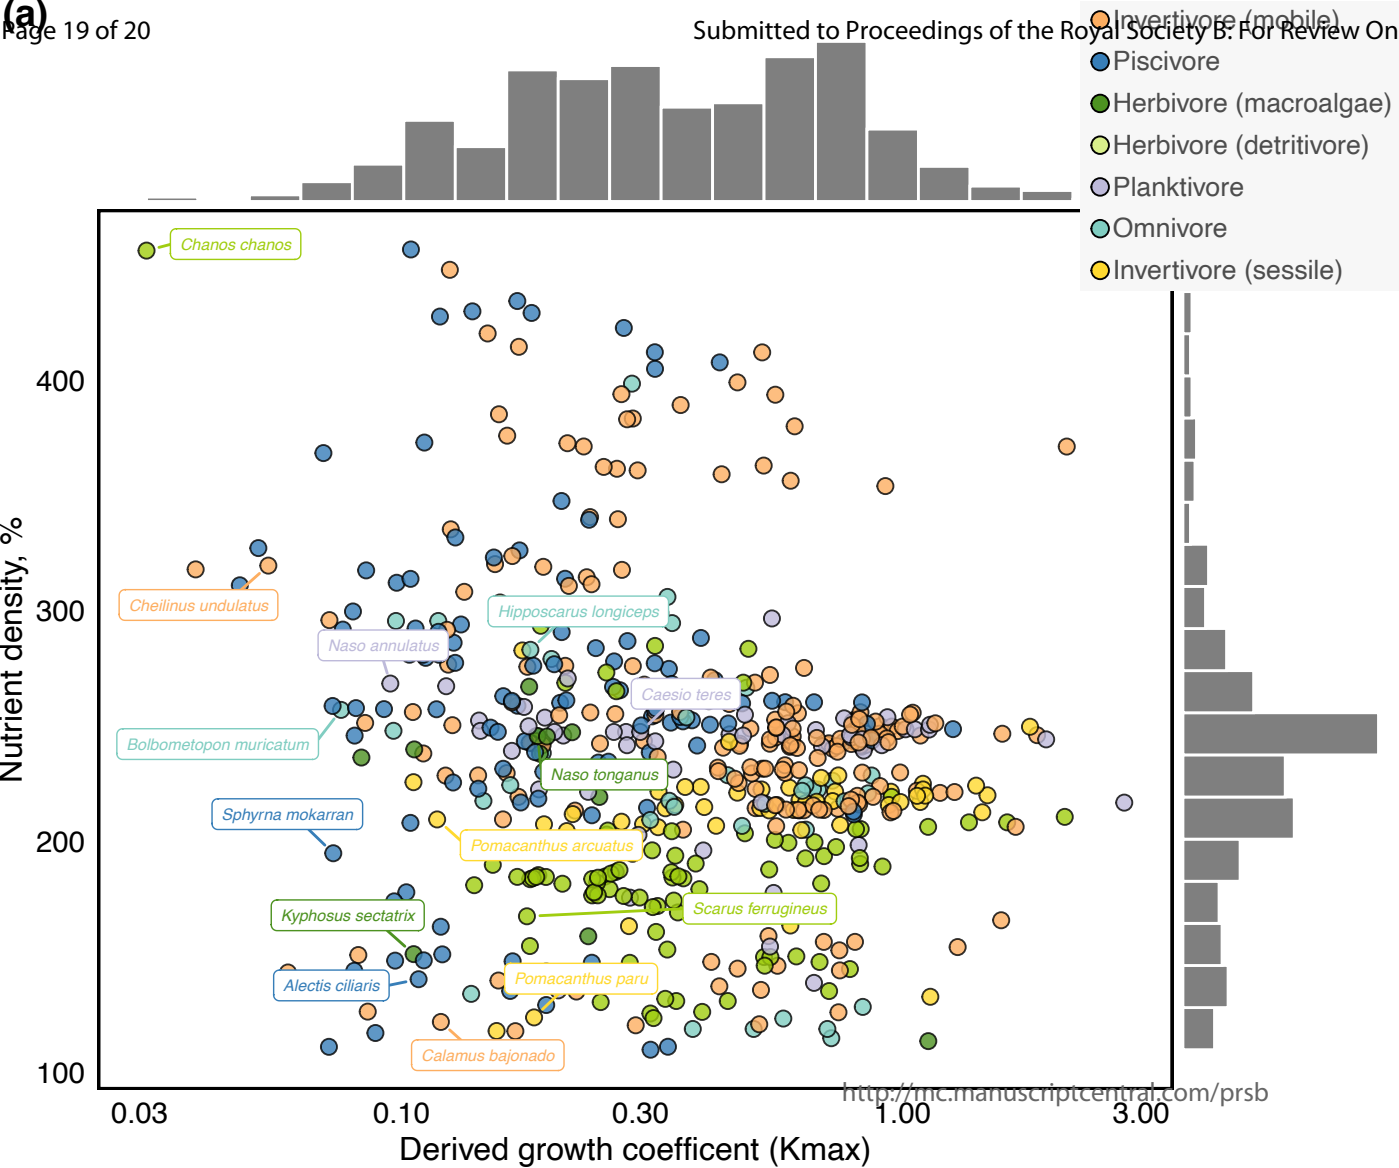 (a)
Page 19 of 20
Submitted to Proceedings of the Royal Society B: For Review On
Invertivore (mobile)
Piscivore
Herbivore (macroalgae)
Herbivore (detritivore)
Planktivore
Omnivore
Invertivore (sessile)
Chanos chanos
400
Cheilinus undulatus
Hipposcarus longiceps
300
Naso annulatus
Caesio teres
Bolbometopon muricatum
Naso tonganus
Sphyrna mokarran
Pomacanthus arcuatus
200
Kyphosus sectatrix
Scarus ferrugineus
Alectis ciliaris
Pomacanthus paru
Calamus bajonado
100
Nutrient density, %
http://mc.manuscriptcentral.com/prsb
0.03 0.10 0.30 1.00 3.00
Derived growth coefficent (Kmax)